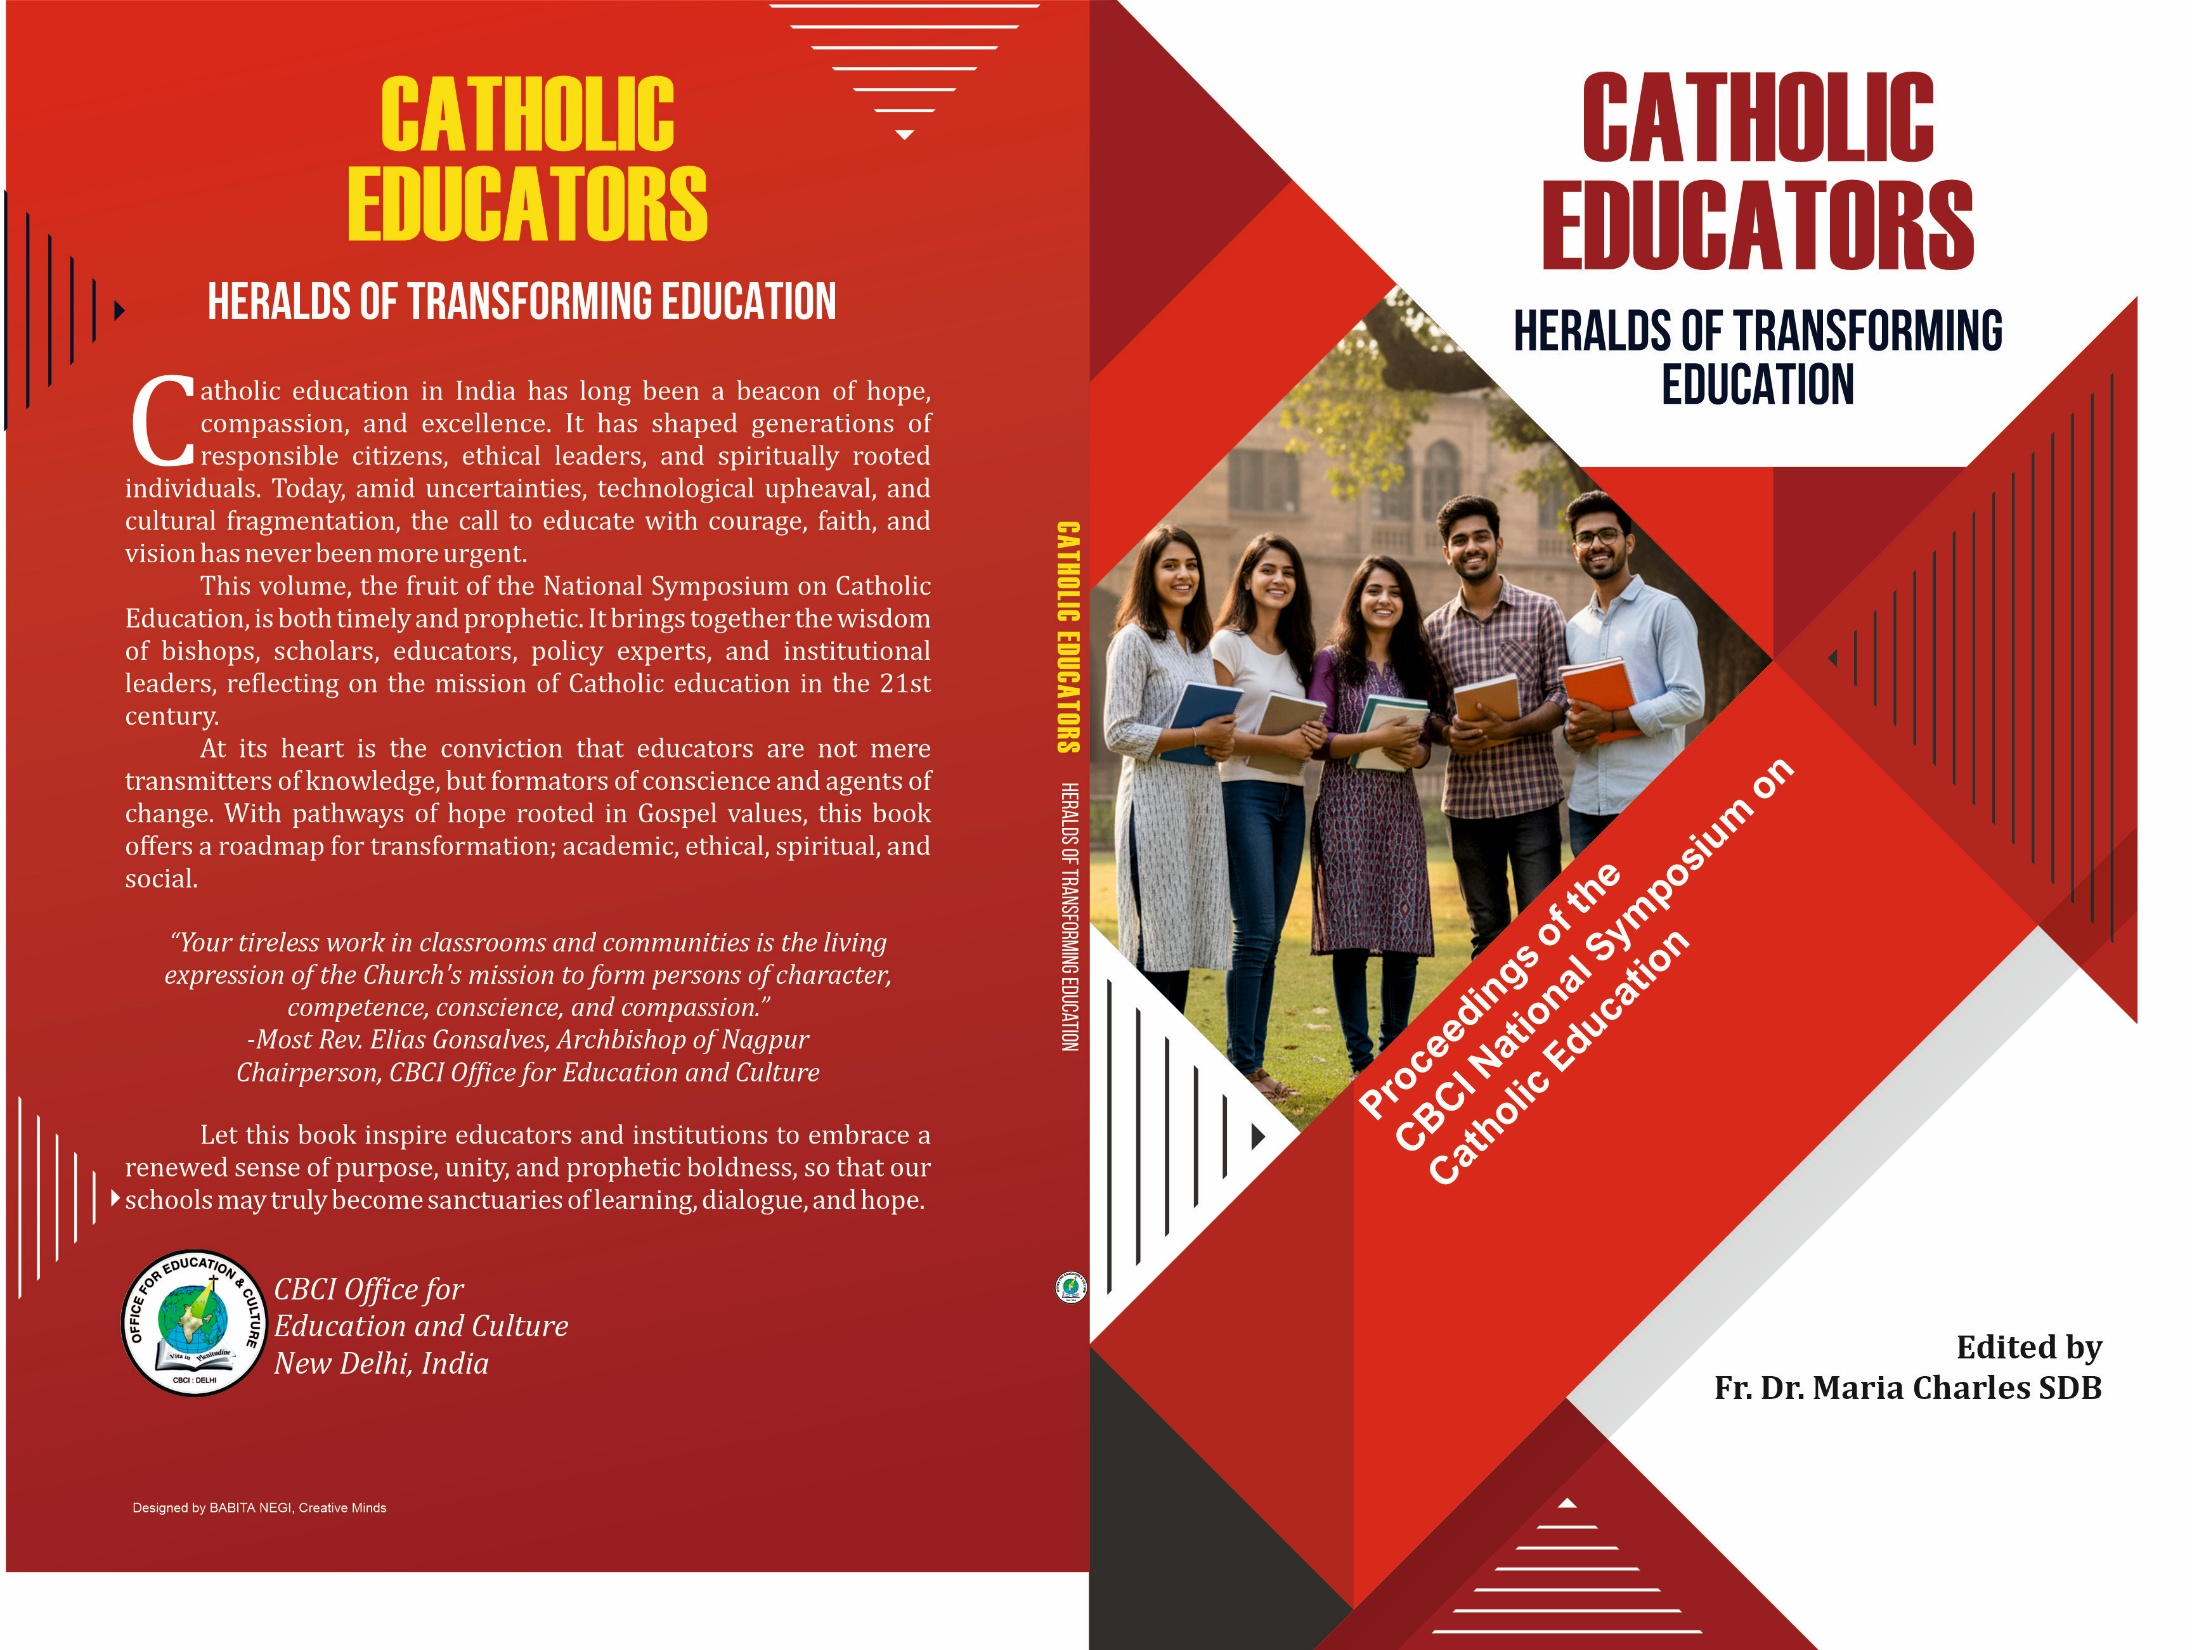 CATHOLIC
EDUCATORS
HERALDS OF TRANSFORMING EDUCATION
Catholic education in India has long been a beacon of hope,
compassion, and excellence. It has shaped generations of
responsible citizens, ethical leaders, and spiritually rooted
individuals. Today, amid uncertainties, technological upheaval, and
cultural fragmentation, the call to educate with courage, faith, and
vision has never been more urgent.
This volume, the fruit of the National Symposium on Catholic
Education, is both timely and prophetic. It brings together the wisdom
of bishops, scholars, educators, policy experts, and institutional
leaders, reflecting on the mission of Catholic education in the 21st
century.
At its heart is the conviction that educators are not mere
transmitters of knowledge, but formators of conscience and agents of
change. With pathways of hope rooted in Gospel values, this book
offers a roadmap for transformation; academic, ethical, spiritual, and
social.
“Your tireless work in classrooms and communities is the living
expression of the Church's mission to form persons of character,
competence, conscience, and compassion.”
-Most Rev. Elias Gonsalves, Archbishop of Nagpur
Chairperson, CBCI Office for Education and Culture
Let this book inspire educators and institutions to embrace a
renewed sense of purpose, unity, and prophetic boldness, so that our
schools may truly become sanctuaries of learning, dialogue, and hope.
OFFICE FOR EDUCATION & CULTURE
Vita in Plenitudine
CBCI : DELHI
CBCI Office for
Education and Culture
New Delhi, India
Designed by BABITA NEGI, Creative Minds
CATHOLIC EDUCATORS HERALDS OF TRANSFORMING EDUCATION
CATHOLIC
EDUCATORS
HERALDS OF TRANSFORMING
EDUCATION
Proceedings of the
CBCI National Symposium on
Catholic Education
Edited by
Fr. Dr. Maria Charles SDB